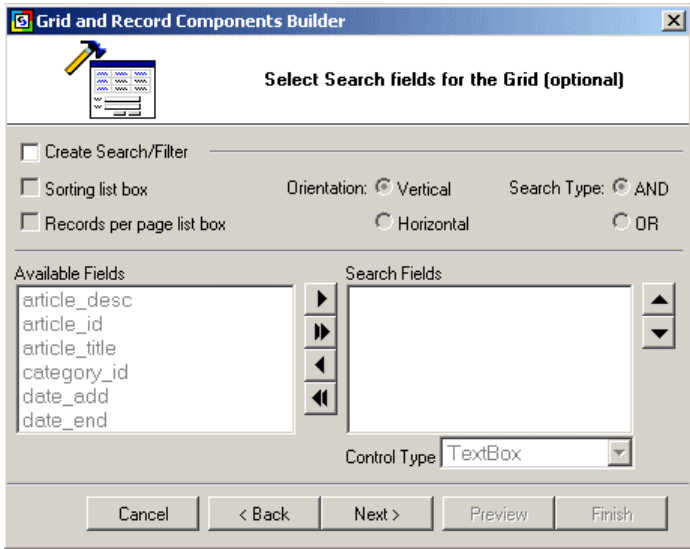 Grid and Record Components Builder
Select Search fields for the Grid (optional)
Create Search/Filter
Sorting list box Orientation: Vertical Search Type: AND
Records per page list box Horizontal OR
Available Fields Search Fields
article_desc
article_id
article_title
category_id
date_add
date_end
Control Type TextBox
Cancel < Back Next > Preview Finish